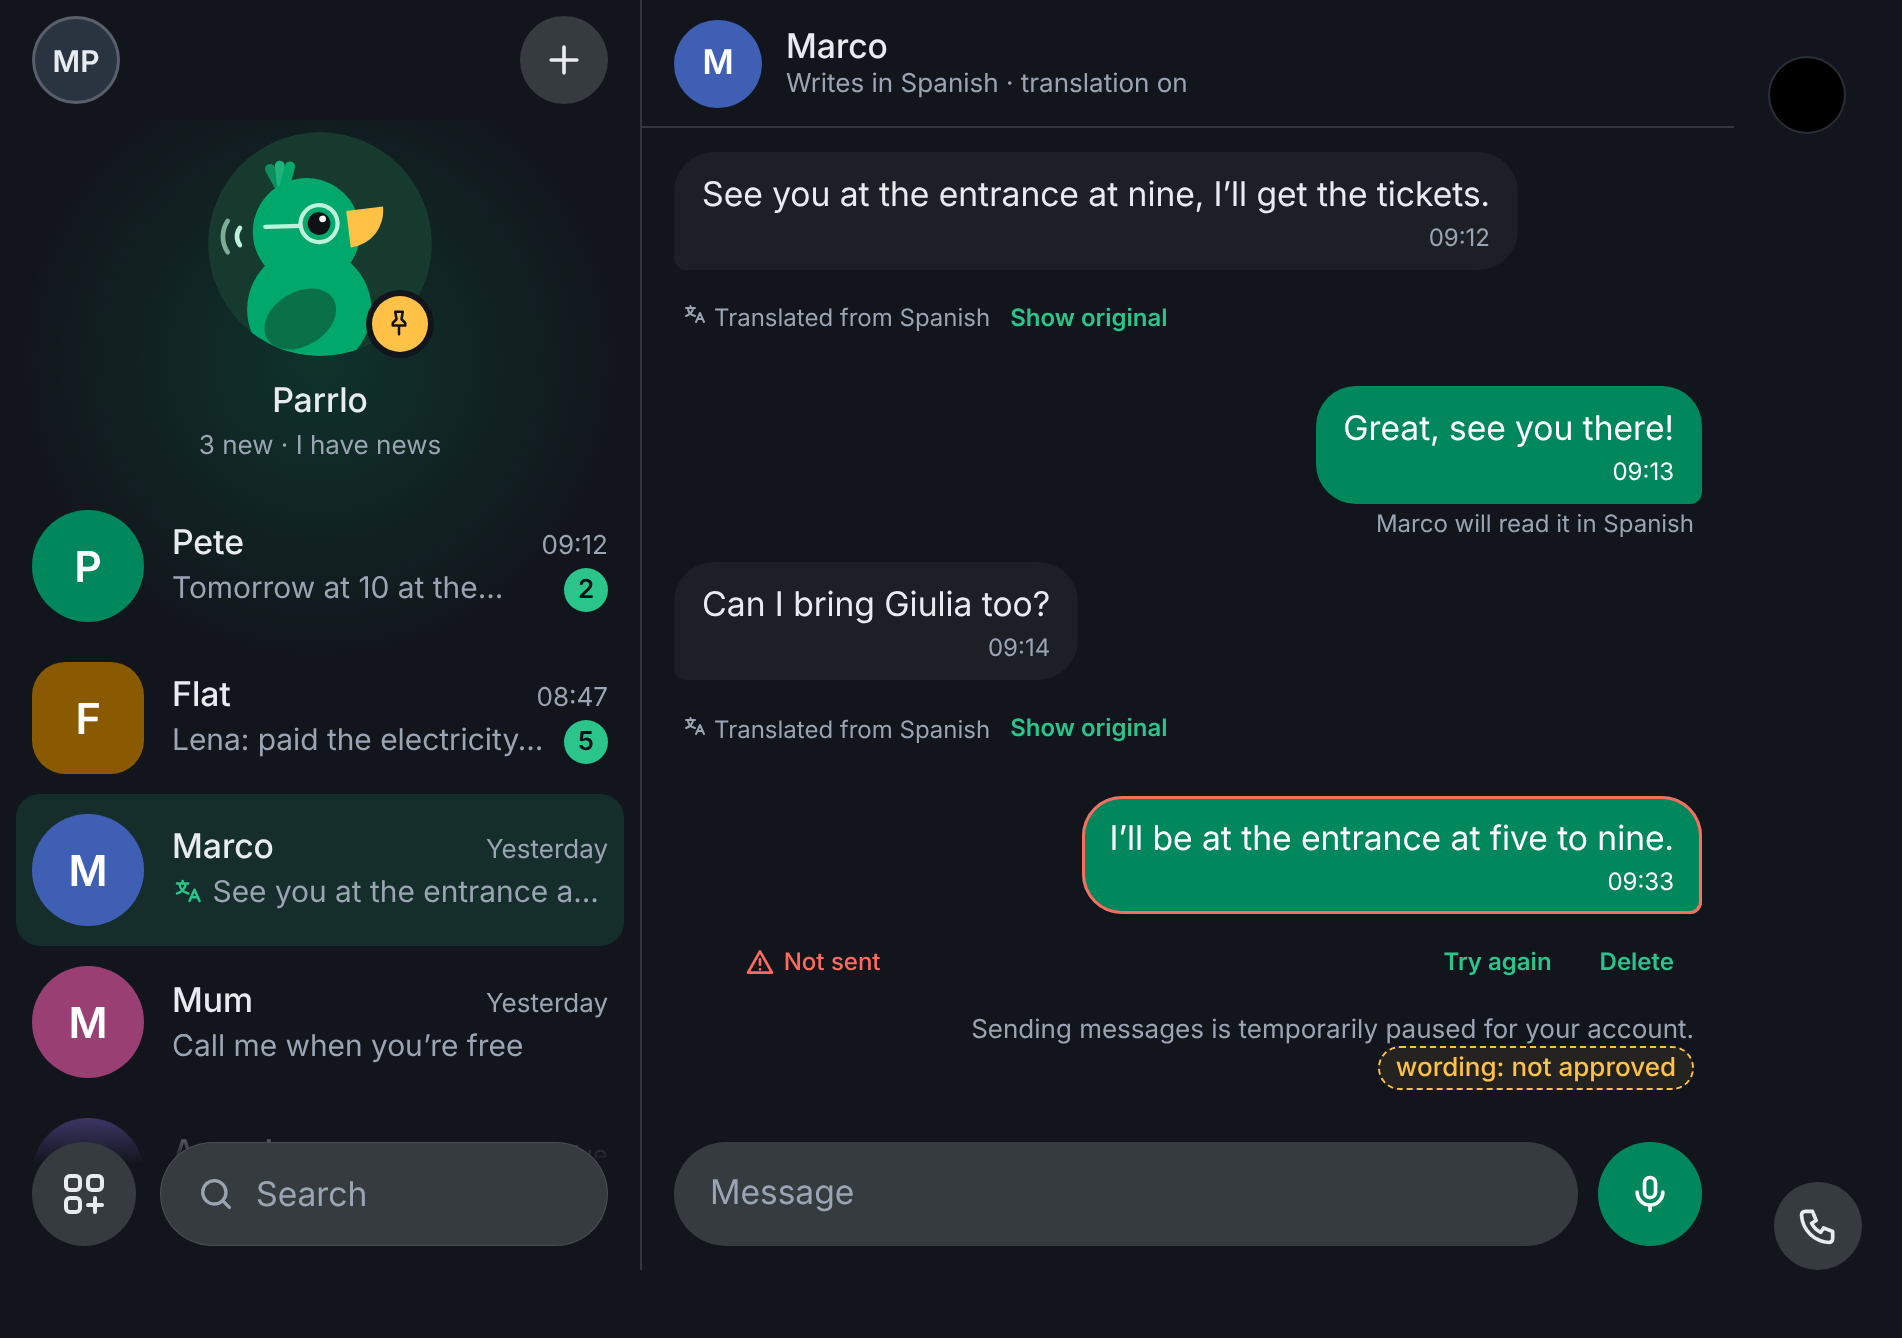 MP
Parrlo
3 new · I have news
P
Pete
09:12
Tomorrow at 10 at the...
2
F
Flat
08:47
Lena: paid the electricity...
5
M
Marco
Yesterday
See you at the entrance a...
M
Mum
Yesterday
Call me when you’re free
Search
M
Marco
Writes in Spanish · translation on
See you at the entrance at nine, I’ll get the tickets.
09:12
Translated from Spanish Show original
Great, see you there!
09:13
Marco will read it in Spanish
Can I bring Giulia too?
09:14
Translated from Spanish Show original
I’ll be at the entrance at five to nine.
09:33
Not sent
Try again Delete
Sending messages is temporarily paused for your account.
wording: not approved
Message